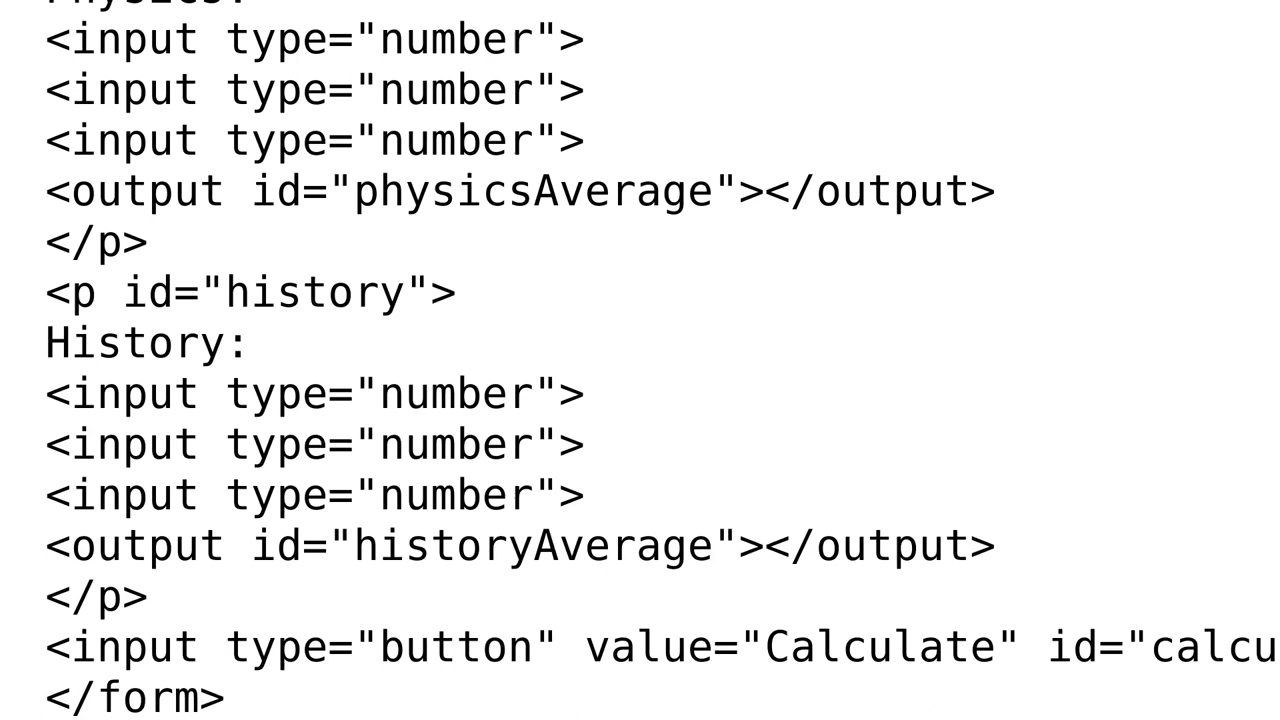 Physics:
<input type="number">
<input type="number">
<input type="number">
<output id="physicsAverage"></output>
</p>
<p id="history">
History:
<input type="number">
<input type="number">
<input type="number">
<output id="historyAverage"></output>
</p>
<input type="button" value="Calculate" id="calcu
</form>